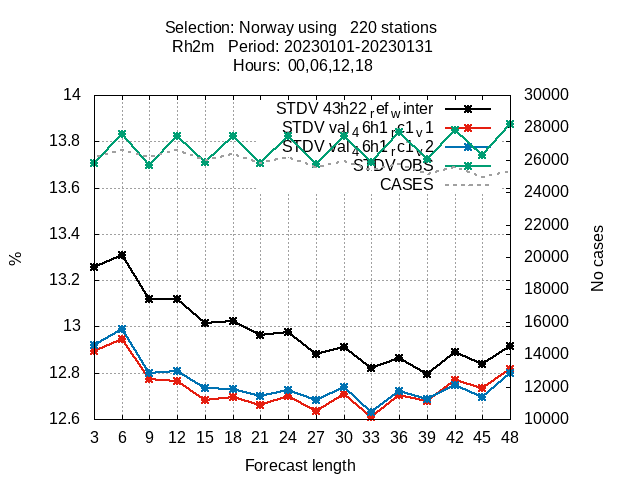 Selection: Norway using   220 stations
Rh2m   Period: 20230101-20230131
Hours:  00,06,12,18
14
13.8
13.6
13.4
13.2
13
12.8
12.6
%
30000
28000
26000
24000
22000
20000
18000
16000
14000
12000
10000
No cases
STDV 43h22refwinter
STDV val46h1rc1v1
STDV val46h1rc1v2
STDV OBS
CASES
3 6 9 12 15 18 21 24 27 30 33 36 39 42 45 48
Forecast length